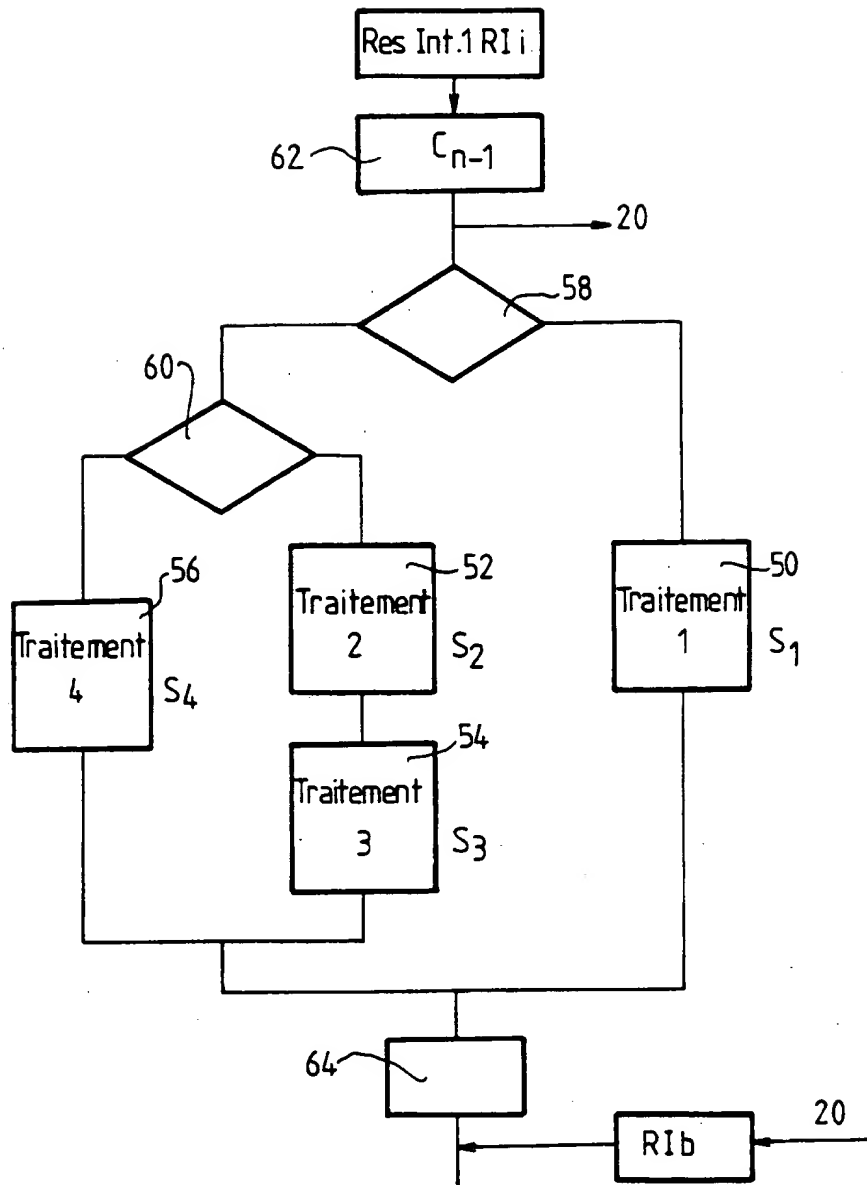 Res Int.1 RI i
62
Cn-1
20
58
60
56
Traitement
4
S4
52
Traitement
2
S2
50
Traitement
1
S1
54
Traitement
3
S3
64
20
RIb